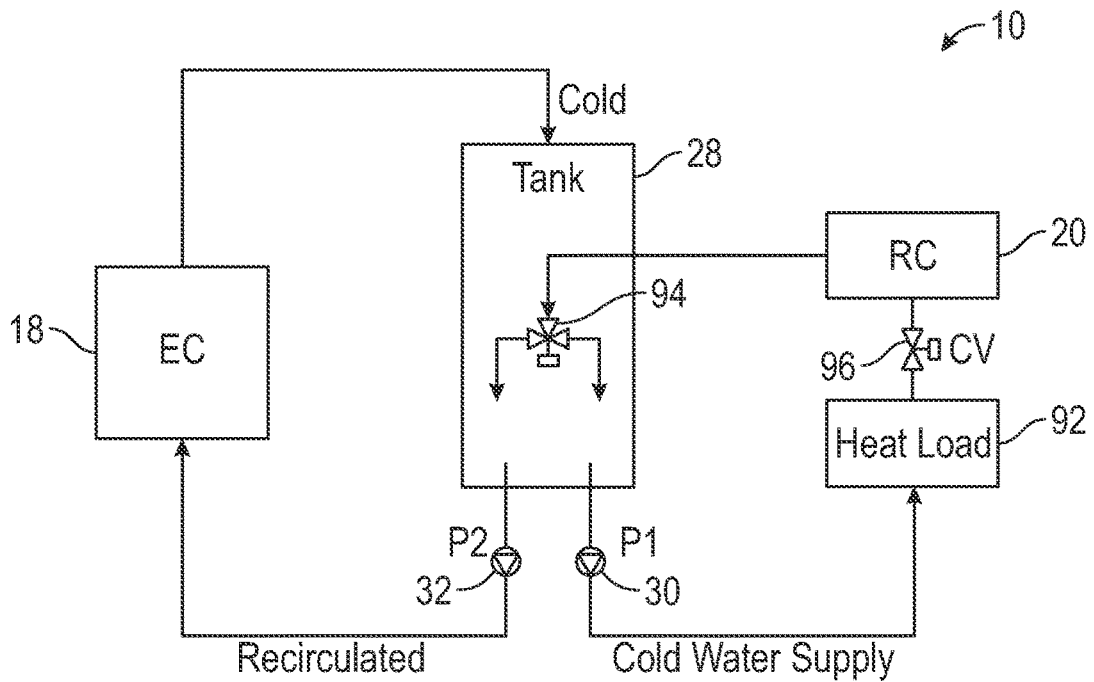 10
Cold
28
Tank
RC
20
94
18
EC
96
CV
Heat Load
92
P2
P1
32
30
Recirculated
Cold Water Supply